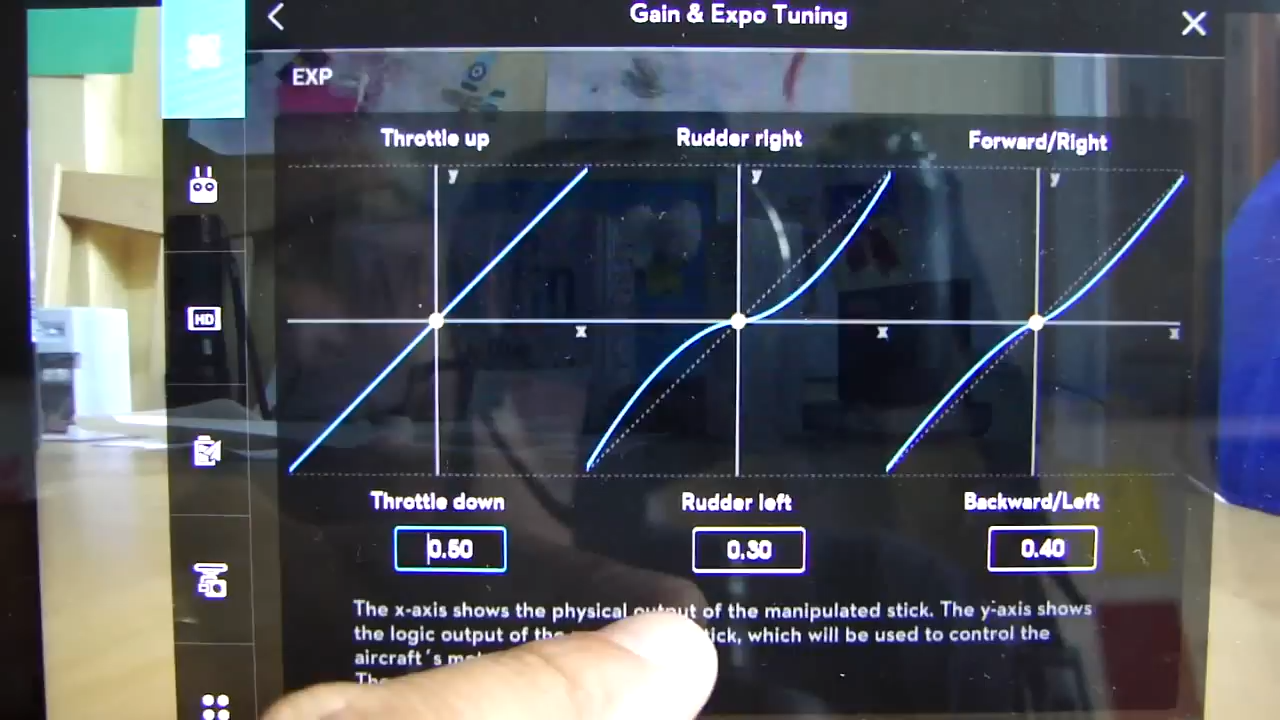 Gain & Expo Tuning
EXP
Throttle up
Rudder right
Forward/Right
y
y
y
x
x
x
HD
Throttle down
Rudder left
Backward/Left
0.50
0.30
0.40
The x-axis shows the physical output of the manipulated stick. The y-axis shows
the logic output of the stick, which will be used to control the
aircraft´s
The